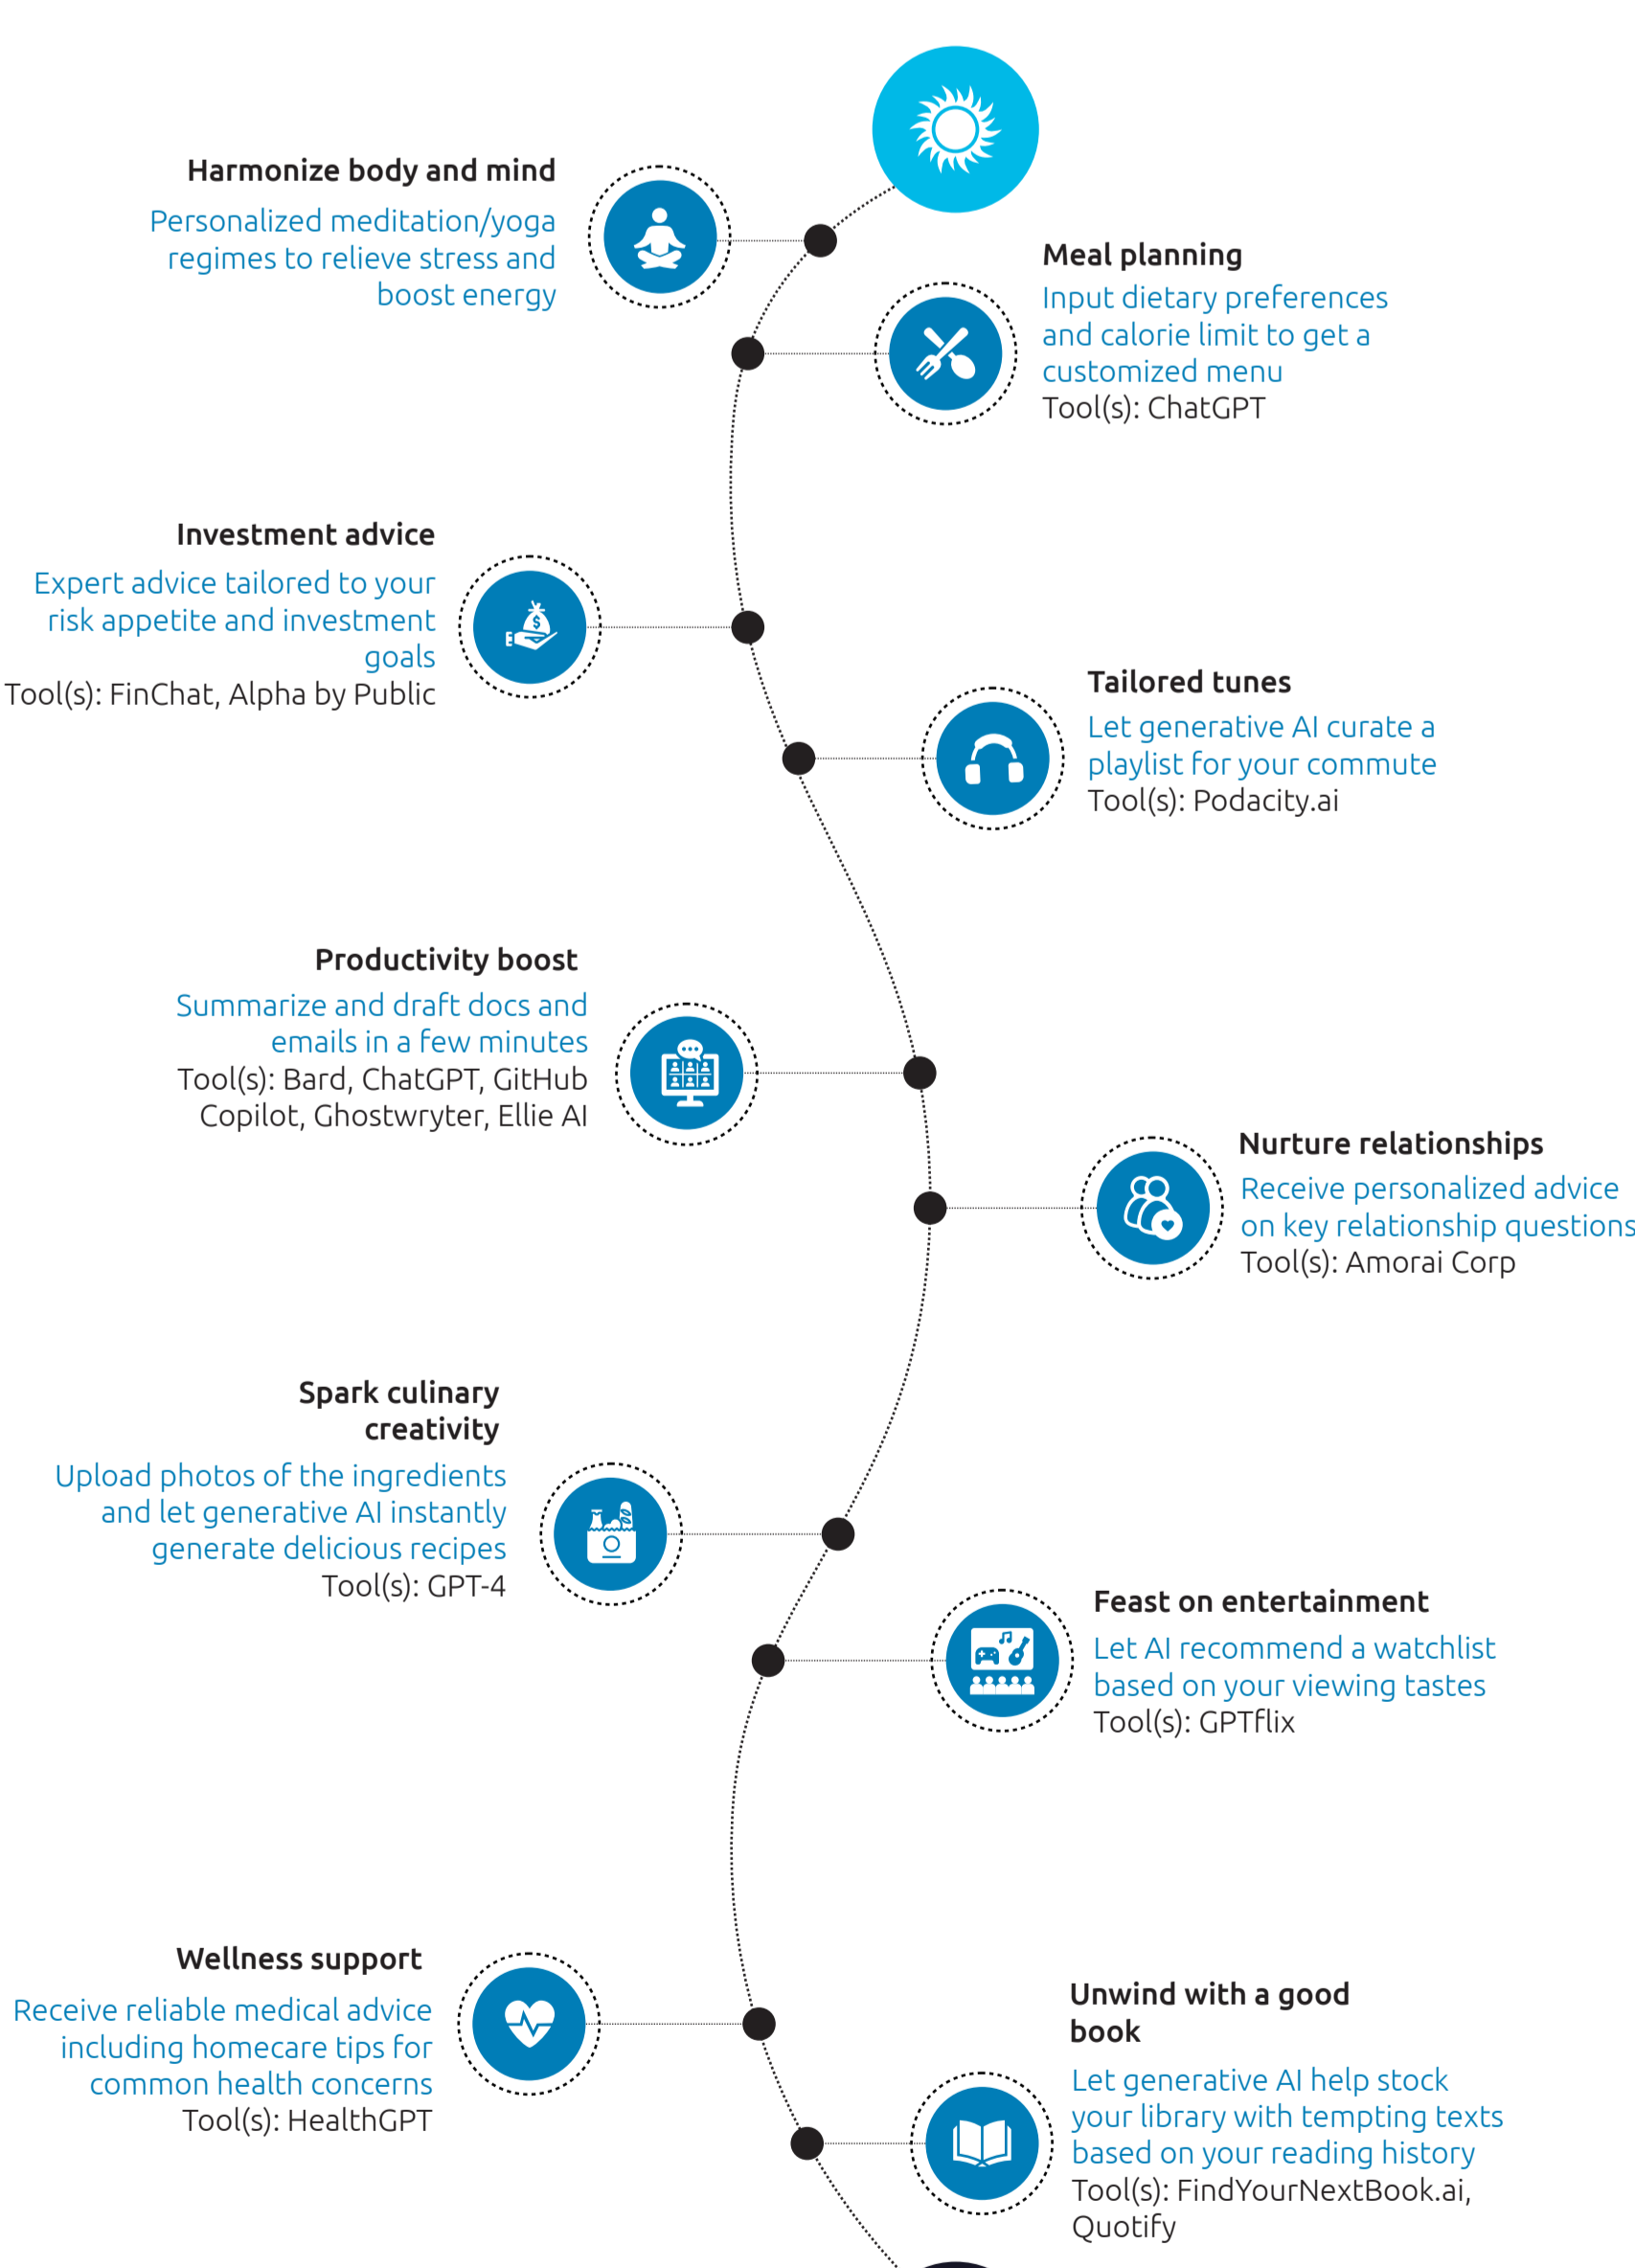 Harmonize body and mind
Personalized meditation/yoga
regimes to relieve stress and
boost energy
Meal planning
Input dietary preferences
and calorie limit to get a
customized menu
Tool(s): ChatGPT
Investment advice
Expert advice tailored to your
risk appetite and investment
goals
Tool(s): FinChat, Alpha by Public
Tailored tunes
Let generative AI curate a
playlist for your commute
Tool(s): Podacity.ai
Productivity boost
Summarize and draft docs and
emails in a few minutes
Tool(s): Bard, ChatGPT, GitHub
Copilot, Ghostwryter, Ellie AI
Nurture relationships
Receive personalized advice
on key relationship questions
Tool(s): Amorai Corp
Spark culinary
creativity
Upload photos of the ingredients
and let generative AI instantly
generate delicious recipes
Tool(s): GPT-4
Feast on entertainment
Let AI recommend a watchlist
based on your viewing tastes
Tool(s): GPTflix
Wellness support
Receive reliable medical advice
including homecare tips for
common health concerns
Tool(s): HealthGPT
Unwind with a good
book
Let generative AI help stock
your library with tempting texts
based on your reading history
Tool(s): FindYourNextBook.ai,
Quotify